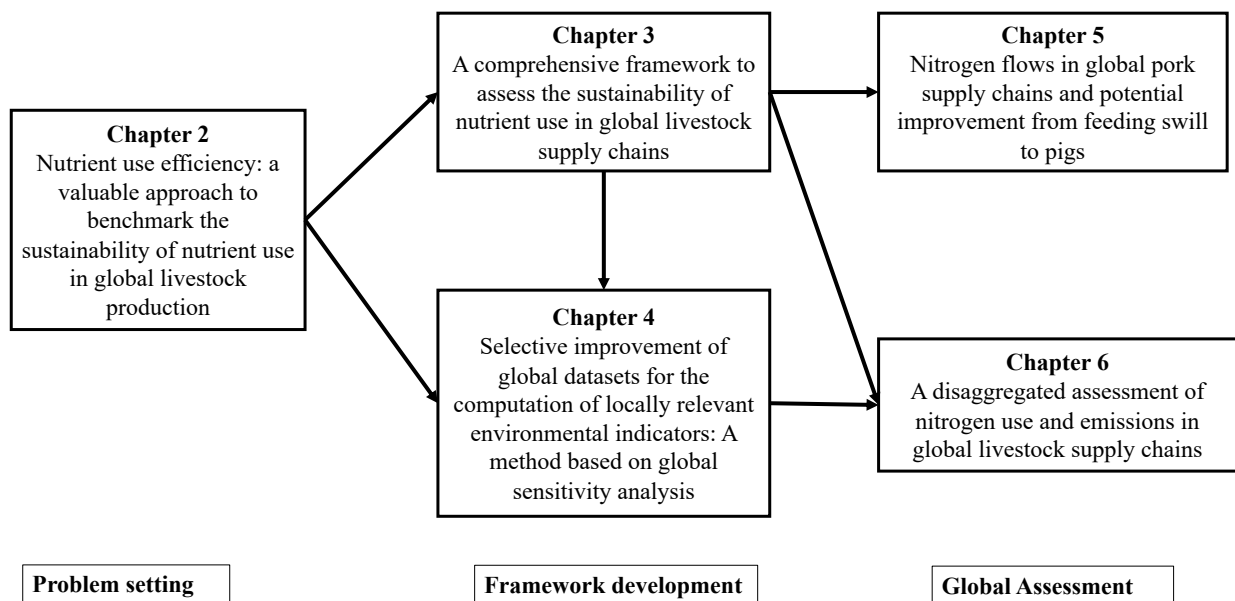 Chapter 2
Nutrient use efficiency: a
valuable approach to
benchmark the
sustainability of nutrient use
in global livestock
production
Chapter 3
A comprehensive framework to
assess the sustainability of
nutrient use in global livestock
supply chains
Chapter 4
Selective improvement of
global datasets for the
computation of locally relevant
environmental indicators: A
method based on global
sensitivity analysis
Chapter 5
Nitrogen flows in global pork
supply chains and potential
improvement from feeding swill
to pigs
Chapter 6
A disaggregated assessment of
nitrogen use and emissions in
global livestock supply chains
Problem setting
Framework development
Global Assessment